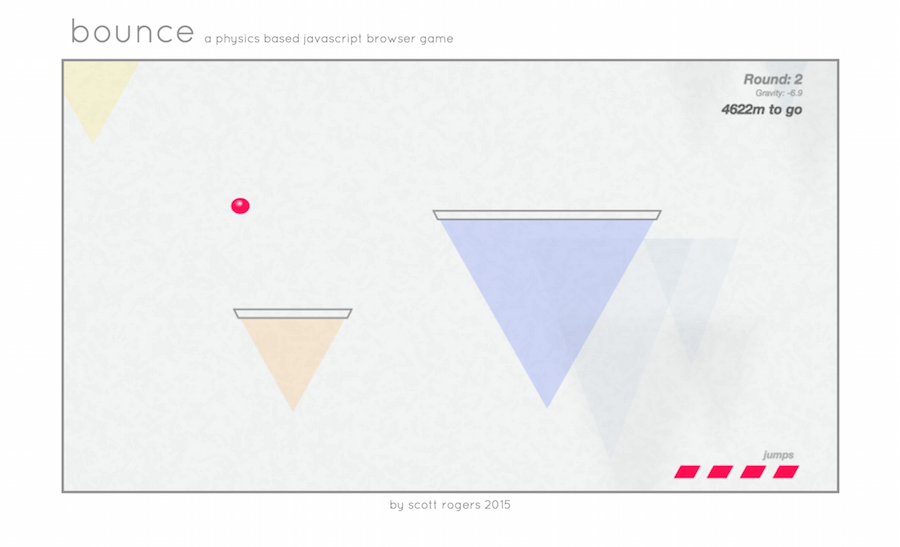 bounce a physics based javascript browser game
Round: 2
Gravity: -6.9
4622m to go
jumps
by scott rogers 2015